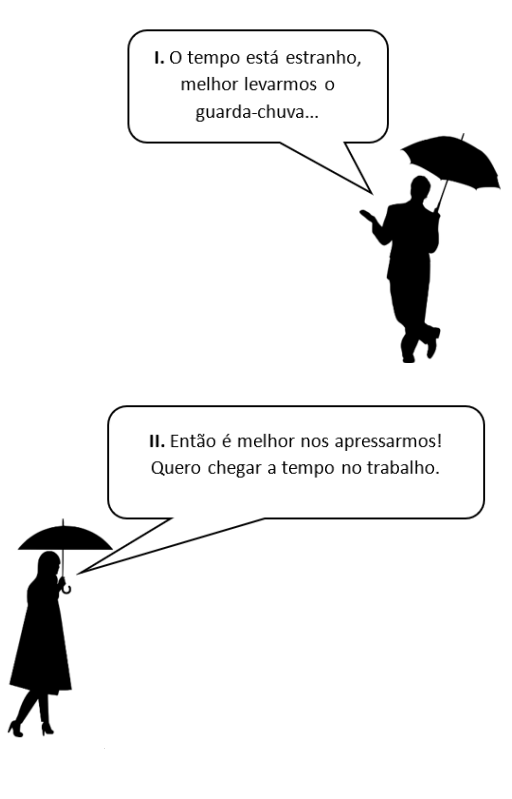 I. O tempo está estranho,
melhor levarmos o
guarda-chuva...
II. Então é melhor nos apressarmos!
Quero chegar a tempo no trabalho.